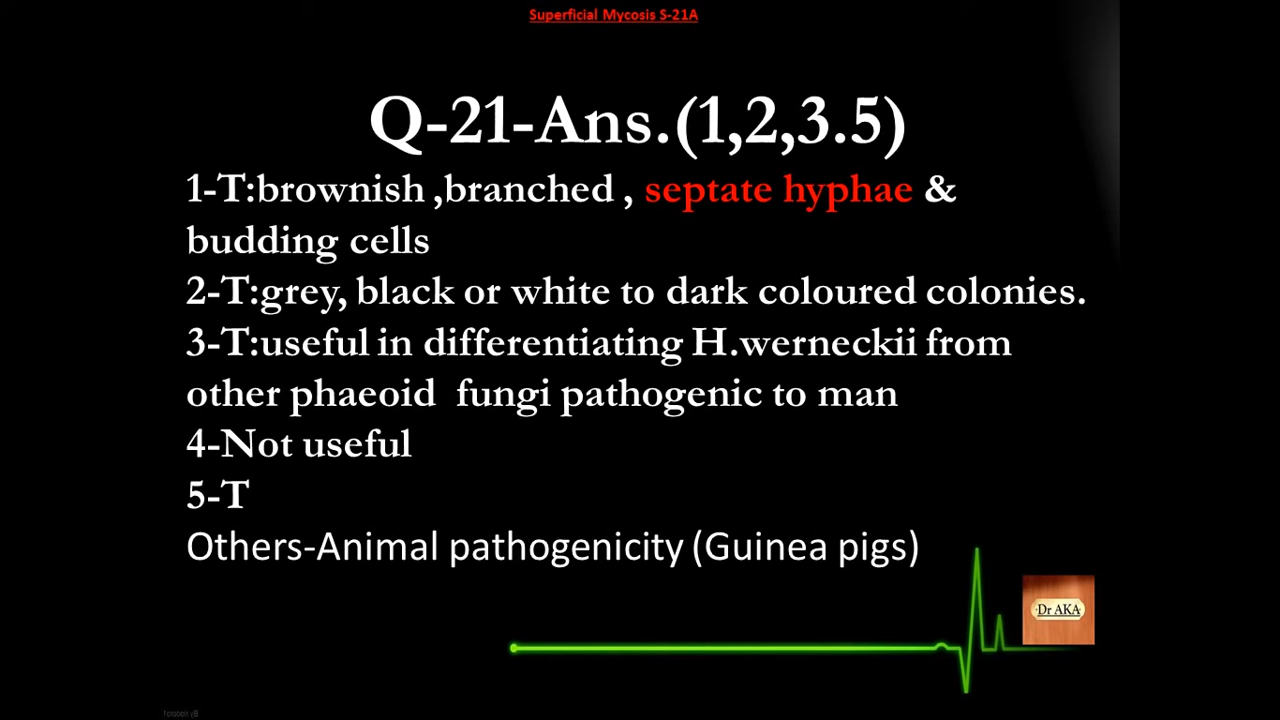 Superficial Mycosis S-21A
Q-21-Ans.(1,2,3.5)
1-T:brownish ,branched , septate hyphae &
budding cells
2-T:grey, black or white to dark coloured colonies.
3-T:useful in differentiating H.werneckii from
other phaeoid fungi pathogenic to man
4-Not useful
5-T
Others-Animal pathogenicity (Guinea pigs)
Dr AKA